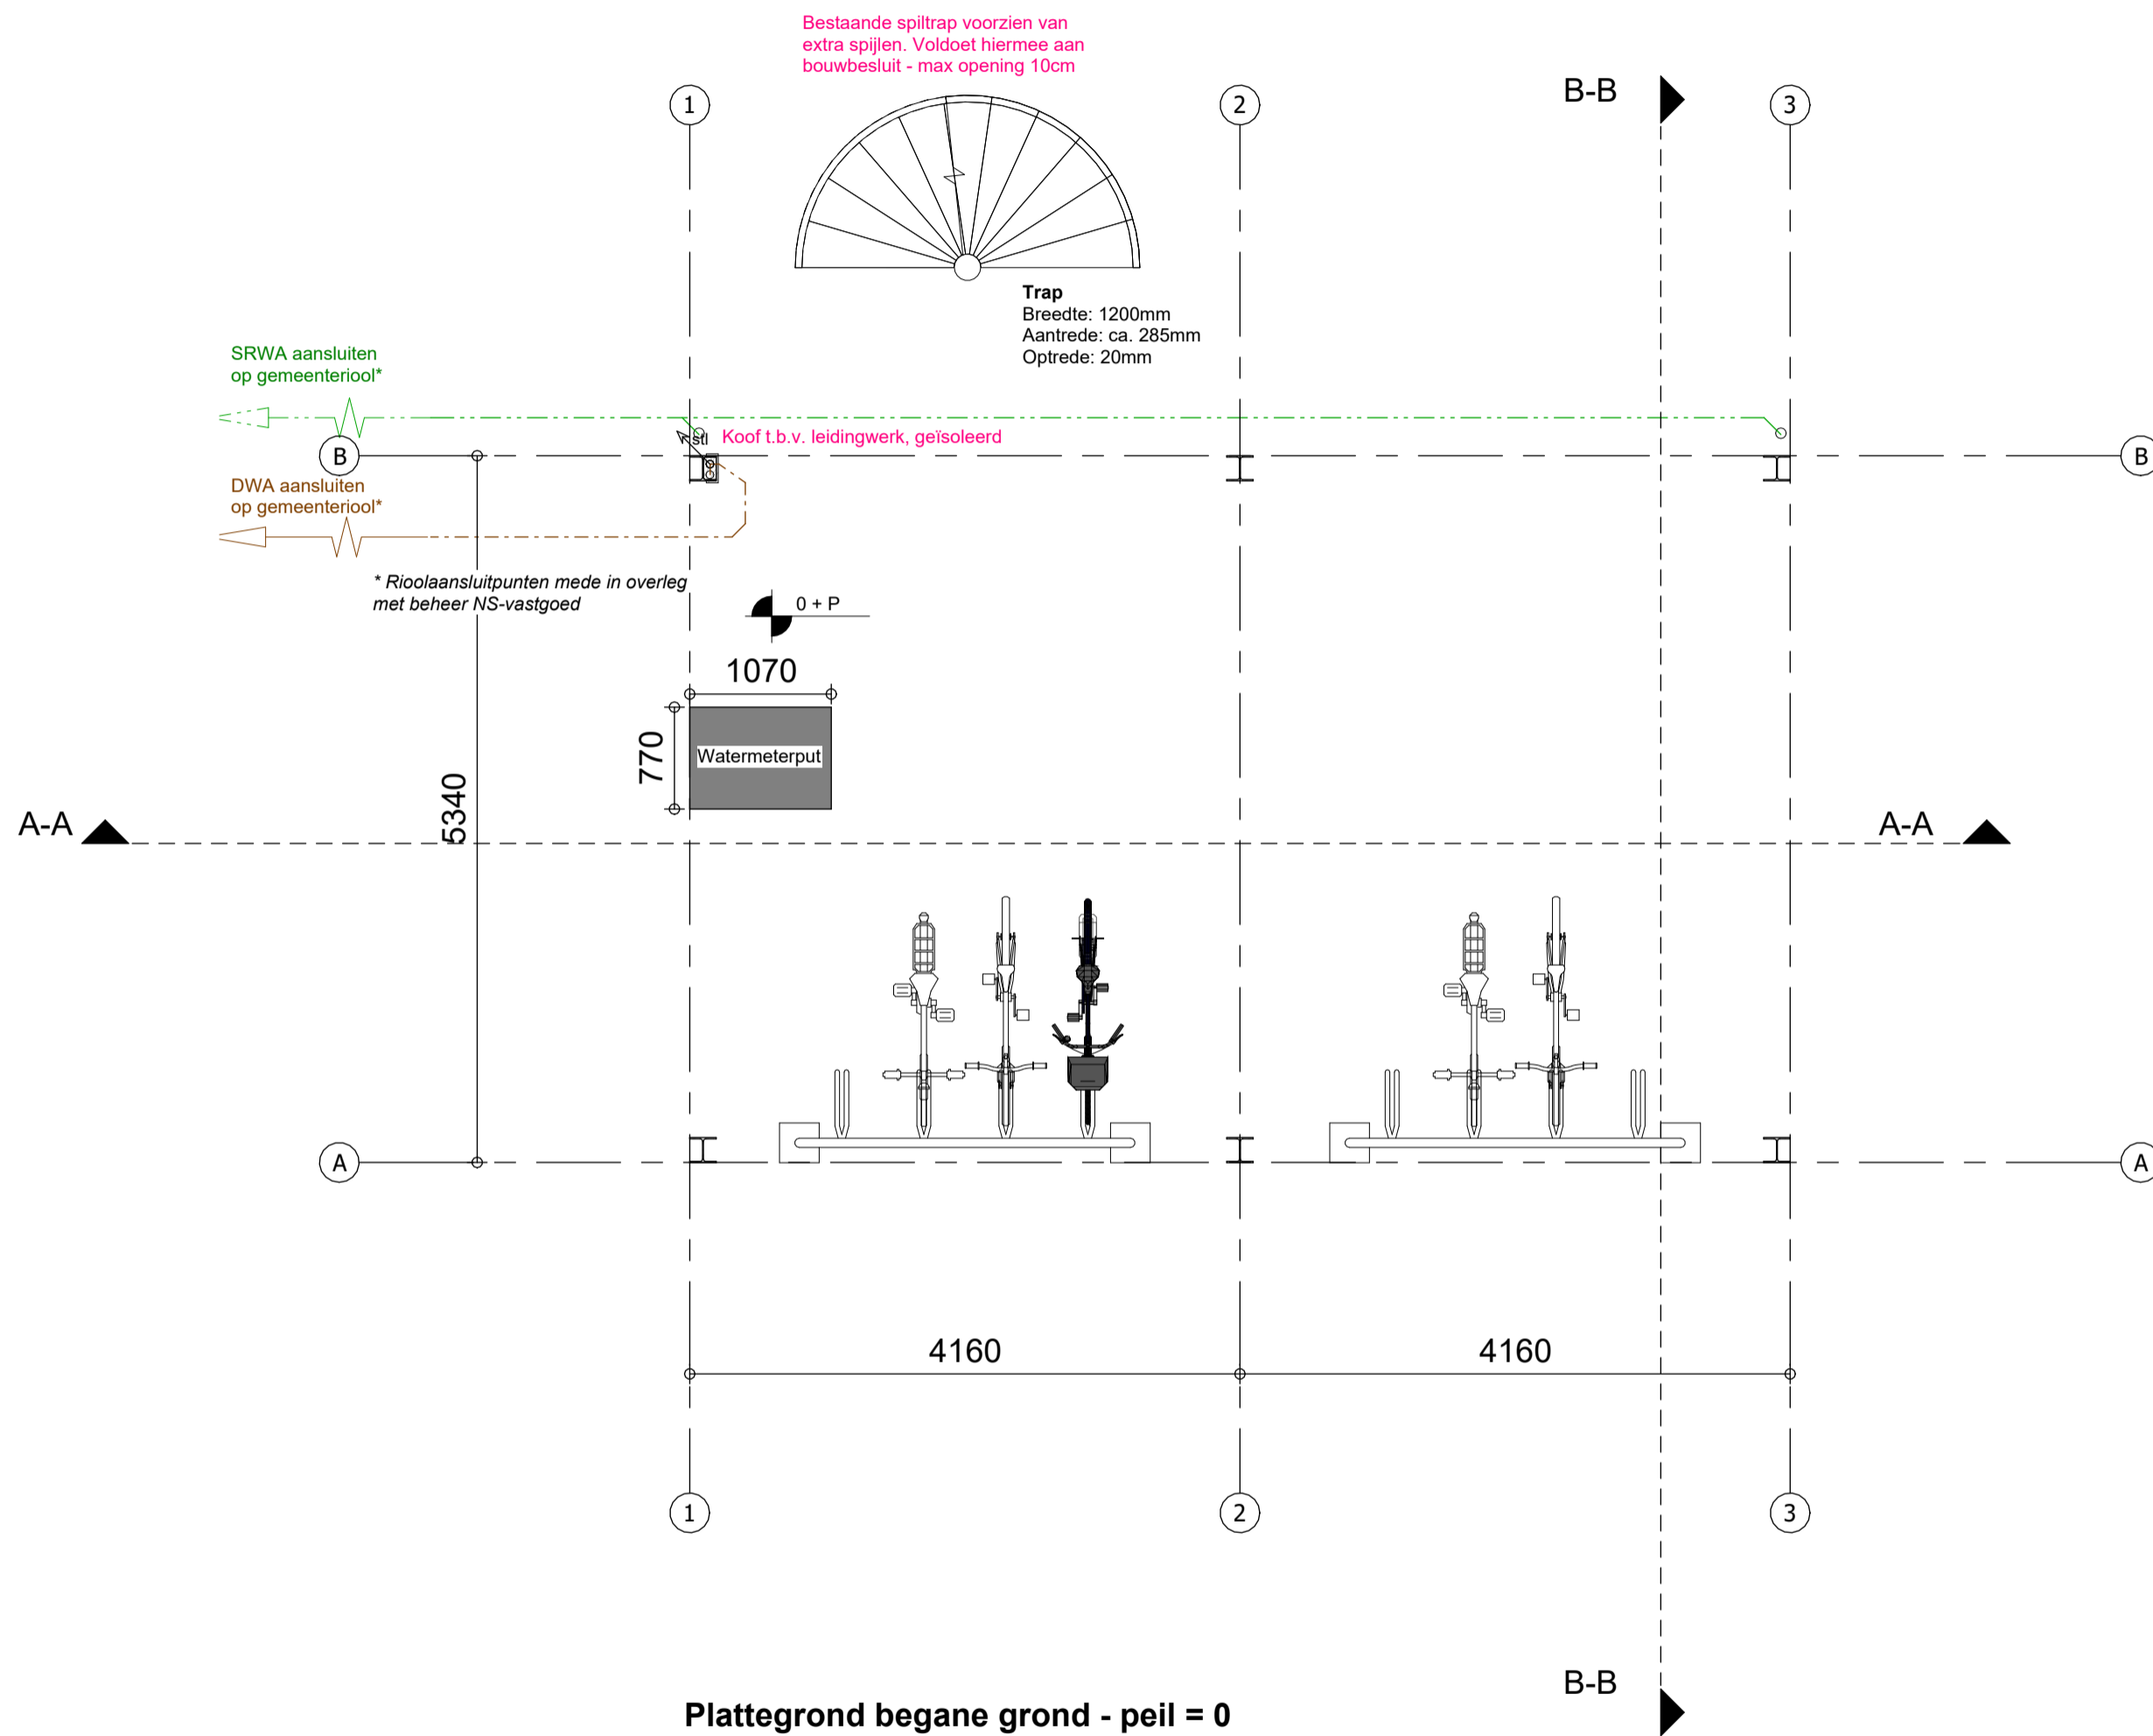 Bestaande spiltrap voorzien van
extra spijlen. Voldoet hiermee aan
bouwbesluit - max opening 10cm
B-B
1
2
3
Trap
Breedte: 1200mm
Aantrede: ca. 285mm
Optrede: 20mm
SRWA aansluiten
op gemeenteriool*
stl
Koof t.b.v. leidingwerk, geïsoleerd
B
B
DWA aansluiten
op gemeenteriool*
* Rioolaansluitpunten mede in overleg
met beheer NS-vastgoed
0 + P
1070
770
Watermeterput
5340
A-A
A-A
A
A
4160
4160
1
2
3
B-B
Plattegrond begane grond - peil = 0